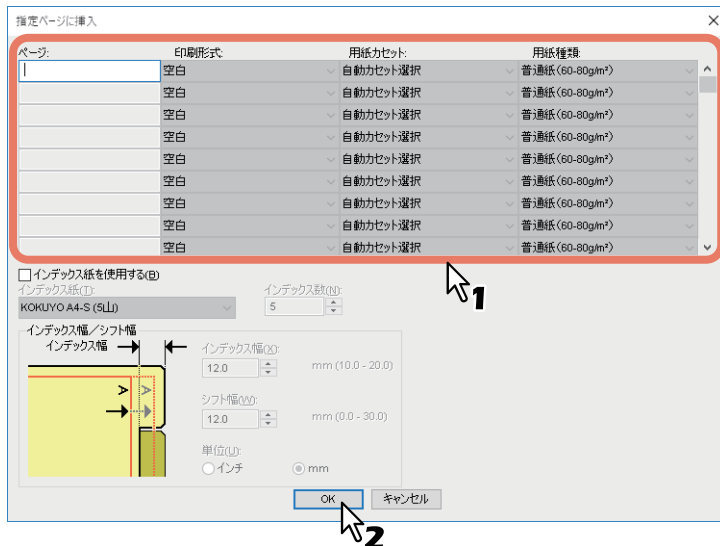 指定ページに挿入
ページ: 印刷形式: 用紙カセット: 用紙種類:
空白 自動カセット選択 普通紙(60-80g/m²)
空白 自動カセット選択 普通紙(60-80g/m²)
空白 自動カセット選択 普通紙(60-80g/m²)
空白 自動カセット選択 普通紙(60-80g/m²)
空白 自動カセット選択 普通紙(60-80g/m²)
空白 自動カセット選択 普通紙(60-80g/m²)
空白 自動カセット選択 普通紙(60-80g/m²)
空白 自動カセット選択 普通紙(60-80g/m²)
空白 自動カセット選択 普通紙(60-80g/m²)
1
インデックス紙を使用する(B)
インデックス紙(T): インデックス数(N):
KOKUYO A4-S (5山) 5
インデックス幅/シフト幅
インデックス幅 インデックス幅(X):
12.0 mm (10.0 - 20.0)
A A
シフト幅(W):
12.0 mm (0.0 - 30.0)
単位(U):
インチ mm
OK キャンセル
2